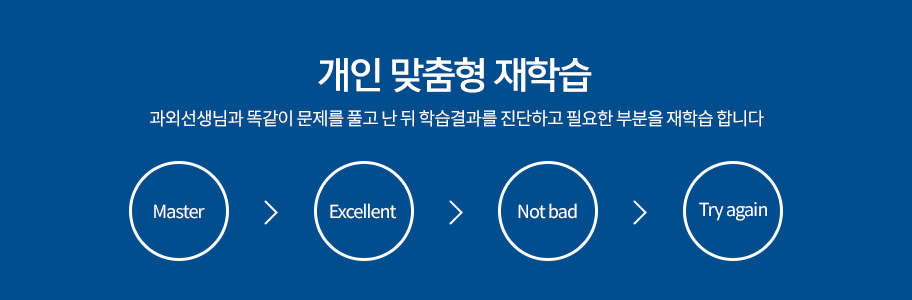 개인 맞춤형 재학습
과외선생님과 똑같이 문제를 풀고 난 뒤 학습결과를 진단하고 필요한 부분을 재학습 합니다
Master > Excellent > Not bad > Try again